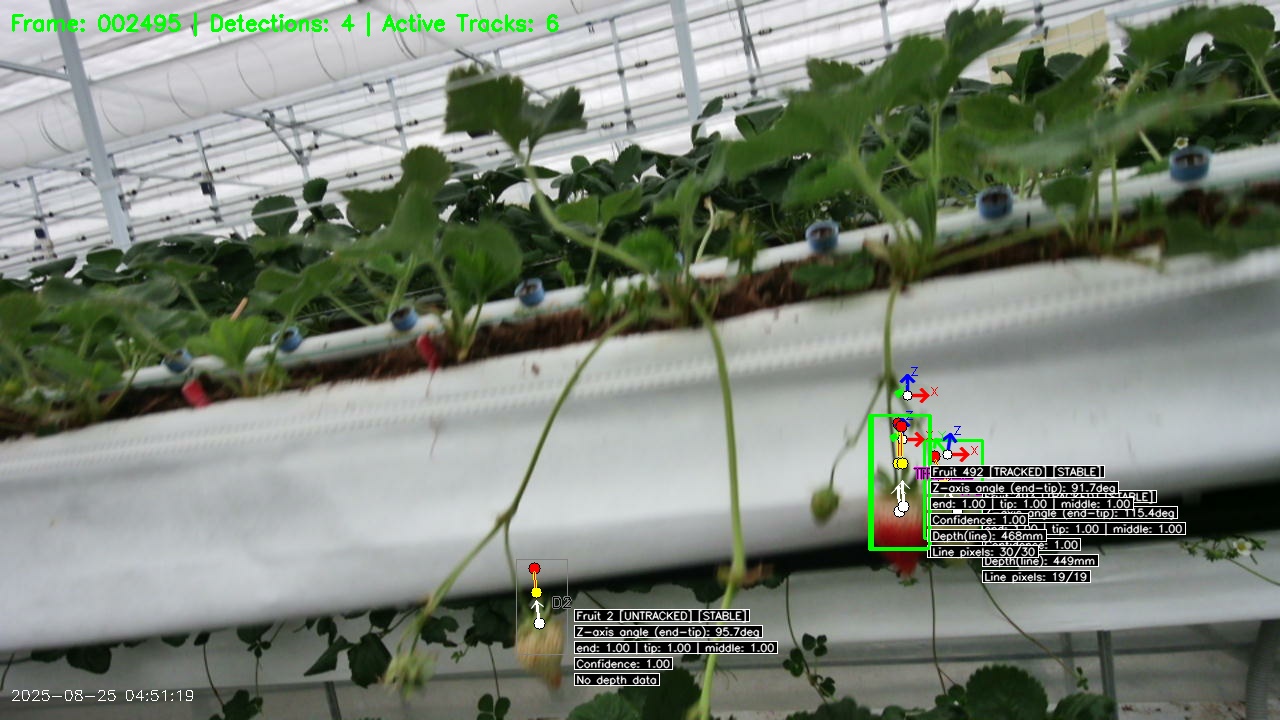 Frame: 002495 | Detections: 4 | Active Tracks: 6
Z
X
Z
X
Z
X
Fruit 492 [TRACKED] [STABLE]
Z-axis angle (end-tip): 91.7deg
[STABLE]
end: 1.00 | tip: 1.00 | middle: 1.00
angle (end-tip): 115.4deg
Confidence: 1.00
tip: 1.00 | middle: 1.00
Depth(line): 468mm
1.00
Line pixels: 30/30
Depth(line): 449mm
Line pixels: 19/19
D2
Fruit 2 [UNTRACKED] [STABLE]
Z-axis angle (end-tip): 95.7deg
end: 1.00 | tip: 1.00 | middle: 1.00
Confidence: 1.00
No depth data
2025-08-25 04:51:19